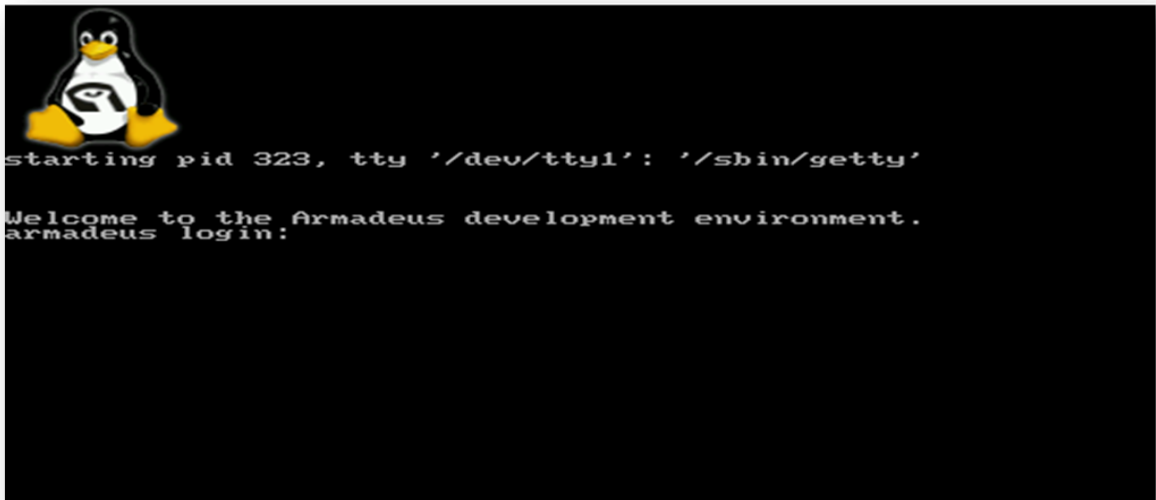 starting pid 323, tty '/dev/tty1': '/sbin/getty'
Welcome to the Armadeus development environment.
armadeus login: